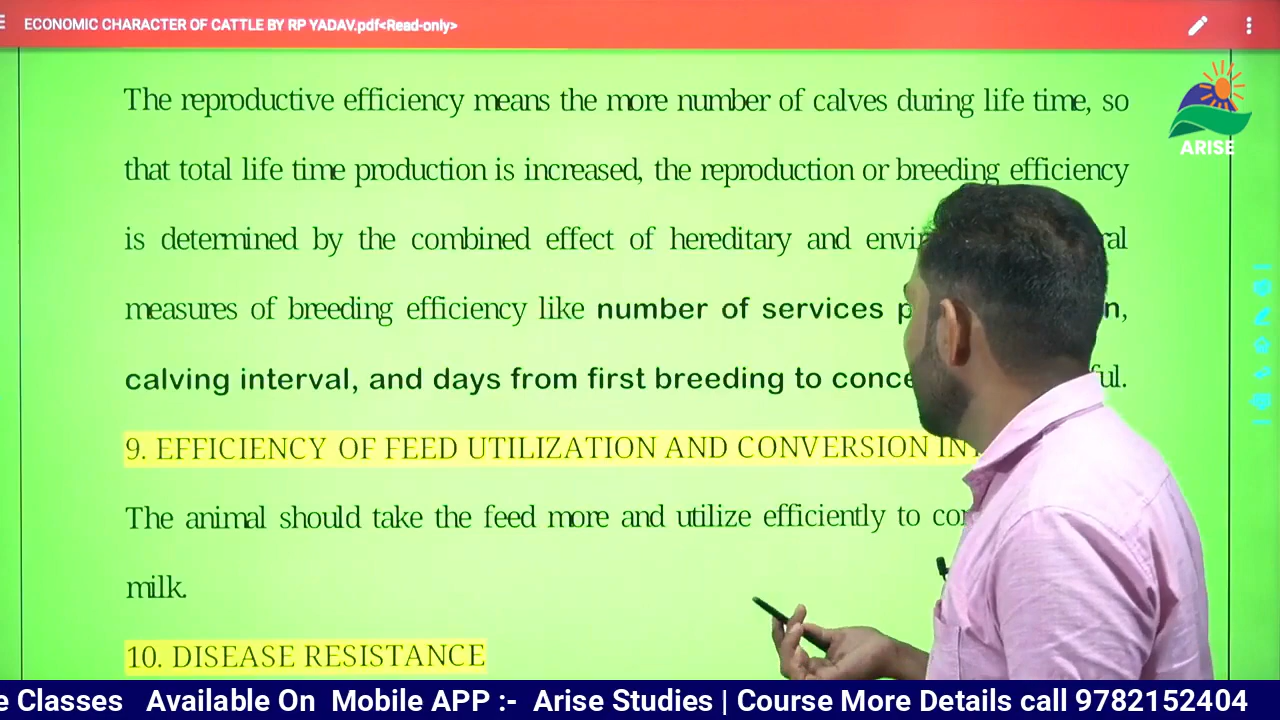 ECONOMIC CHARACTER OF CATTLE BY RP YADAV.pdf<Read-only>
ARISE
The reproductive efficiency means the more number of calves during life time, so
that total life time production is increased, the reproduction or breeding efficiency
is determined by the combined effect of hereditary and
measures of breeding efficiency like number of services
calving interval, and days from first breeding to
9. EFFICIENCY OF FEED UTILIZATION AND CONVERSION
The animal should take the feed more and utilize efficiently to
milk.
10. DISEASE RESISTANCE
e Classes Available On Mobile APP :- Arise Studies | Course More Details call 9782152404